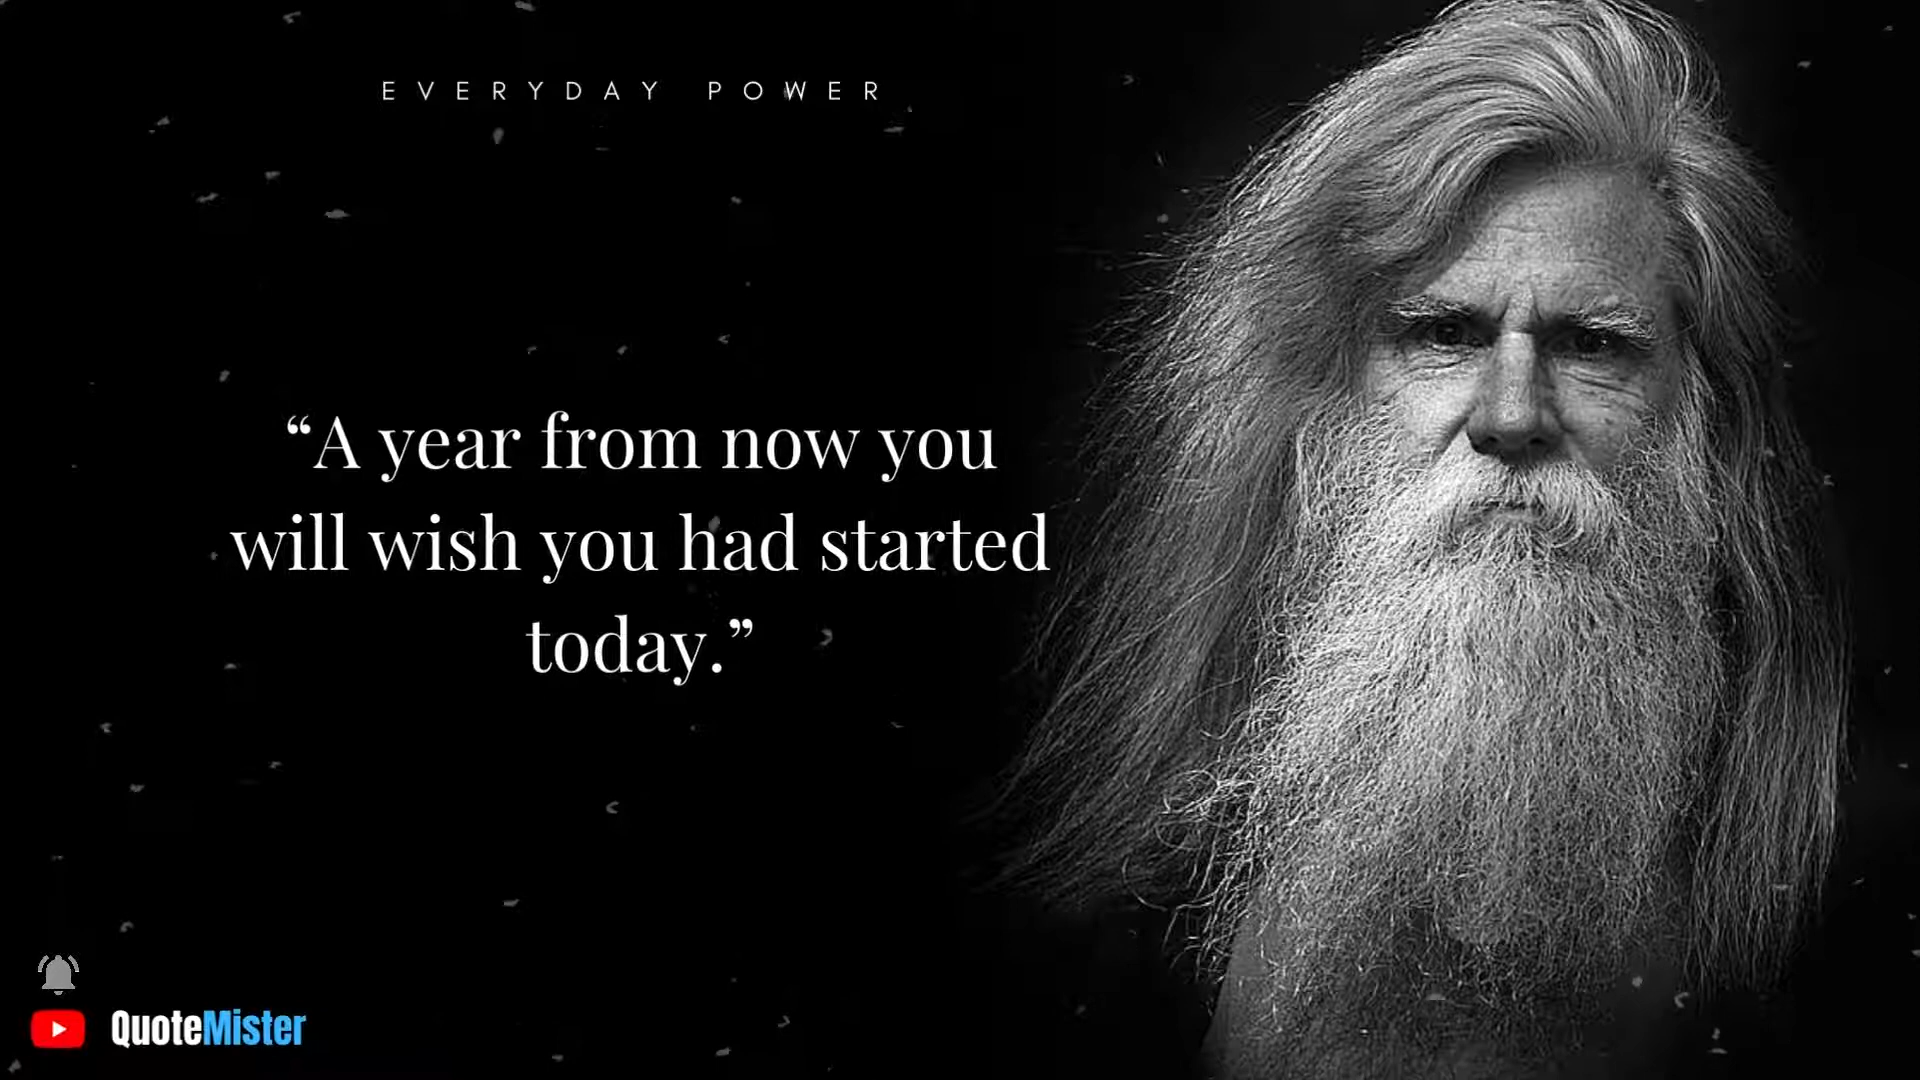 EVERYDAY POWER
“A year from now you
will wish you had started
today.”
QuoteMister